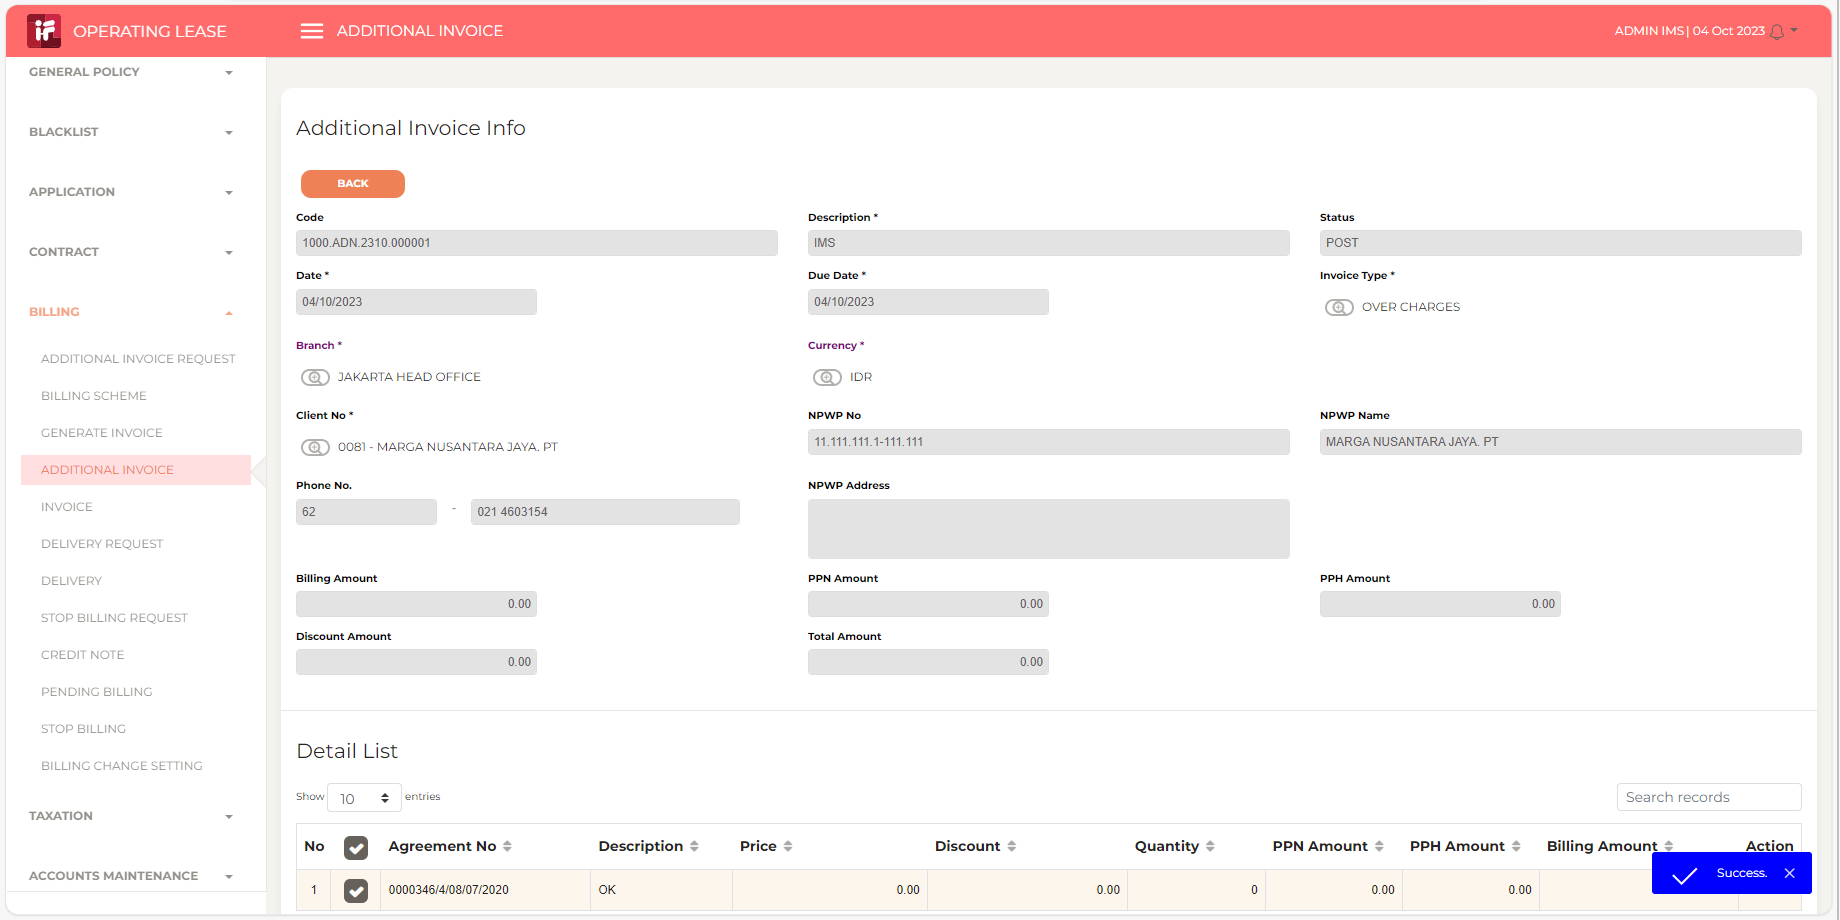 iF OPERATING LEASE
ADDITIONAL INVOICE
ADMIN IMS | 04 Oct 2023
GENERAL POLICY
BLACKLIST
APPLICATION
CONTRACT
BILLING
ADDITIONAL INVOICE REQUEST
BILLING SCHEME
GENERATE INVOICE
ADDITIONAL INVOICE
INVOICE
DELIVERY REQUEST
DELIVERY
STOP BILLING REQUEST
CREDIT NOTE
PENDING BILLING
STOP BILLING
BILLING CHANGE SETTING
TAXATION
ACCOUNTS MAINTENANCE
Additional Invoice Info
BACK
Code Description * Status
1000.ADN.2310.000001 IMS POST
Date * Due Date * Invoice Type *
04/10/2023 04/10/2023 OVER CHARGES
Branch * Currency *
JAKARTA HEAD OFFICE IDR
Client No * NPWP No NPWP Name
0081 - MARGA NUSANTARA JAYA. PT 11.111.111.1-111.111 MARGA NUSANTARA JAYA. PT
Phone No. NPWP Address
62 - 021 4603154
Billing Amount PPN Amount PPH Amount
0.00 0.00 0.00
Discount Amount Total Amount
0.00 0.00
Detail List
Show 10 entries Search records
No Agreement No Description Price Discount Quantity PPN Amount PPH Amount Billing Amount Action
1 0000346/4/08/07/2020 OK 0.00 0.00 0 0.00 0.00
Success.